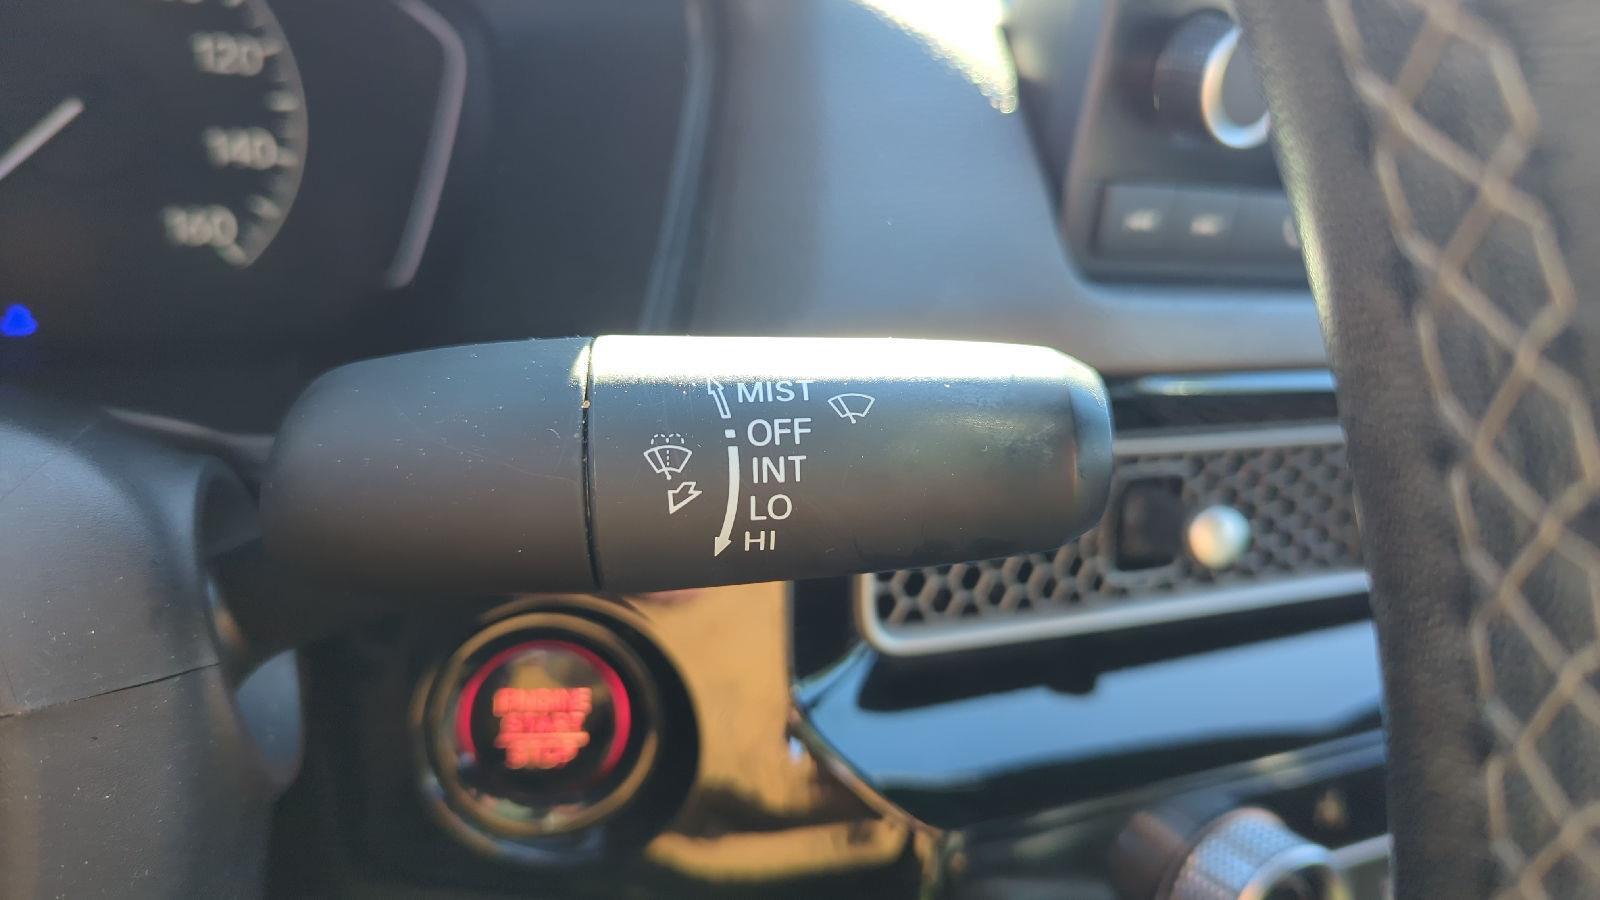 120
140
160
MIST
OFF
INT
LO
HI
ENGINE
START
STOP